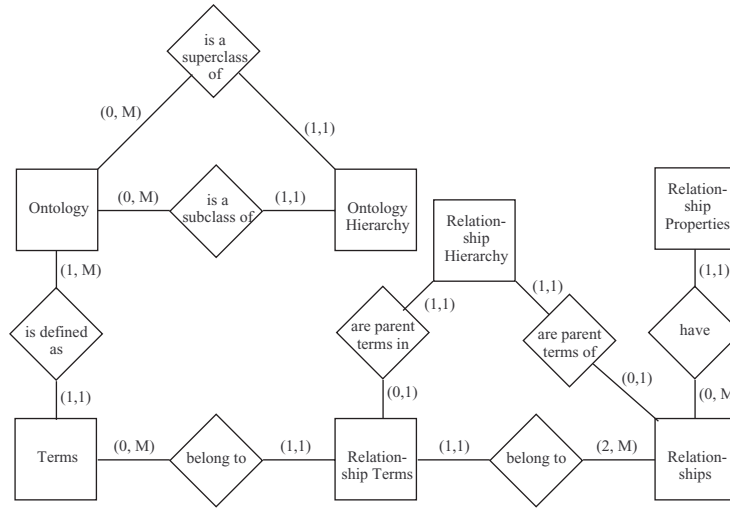 is a
superclass
of
(0, M)
(1,1)
Ontology
(0, M)
is a
subclass of
(1,1)
Ontology
Hierarchy
Relation-
ship
Hierarchy
Relation-
ship
Properties
(1, M)
(1,1)
(1,1)
(1,1)
is defined
as
are parent
terms in
are parent
terms of
have
(1,1)
(0,1)
(0,1)
(0, M
Terms
(0, M)
belong to
(1,1)
Relation-
ship Terms
(1,1)
belong to
(2, M)
Relation-
ships